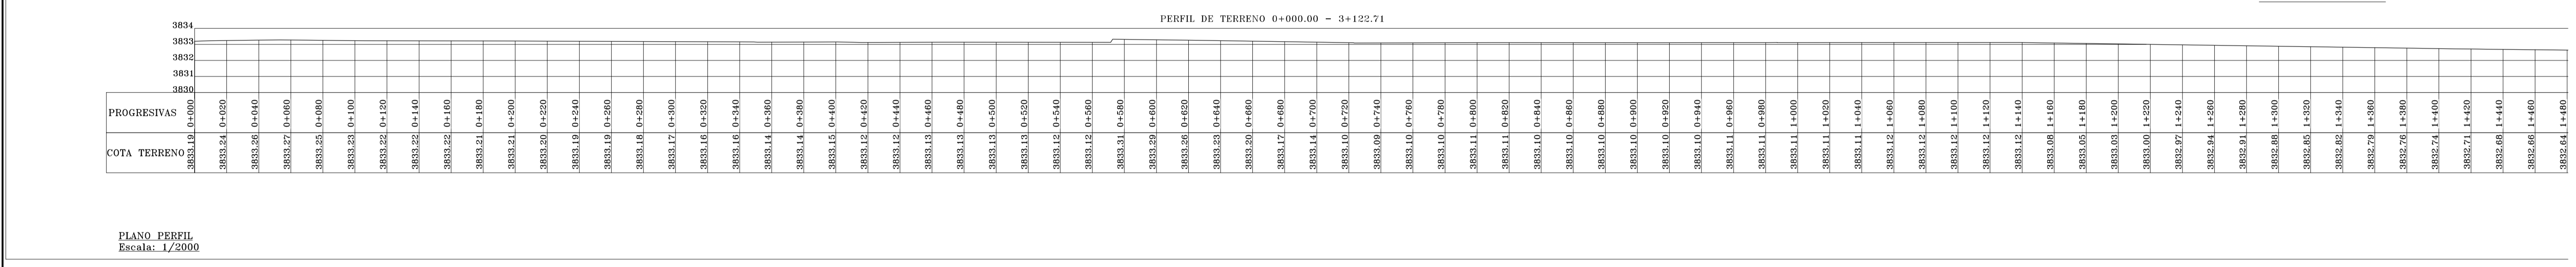 PERFIL DE TERRENO 0+000.00 - 3+122.71
3834
3833
3832
3831
3830
PROGRESIVAS 0+000 0+020 0+040 0+060 0+080 0+100 0+120 0+140 0+160 0+180 0+200 0+220 0+240 0+260 0+280 0+300 0+320 0+340 0+360 0+380 0+400 0+420 0+440 0+460 0+480 0+500 0+520 0+540 0+560 0+580 0+600 0+620 0+640 0+660 0+680 0+700 0+720 0+740 0+760 0+780 0+800 0+820 0+840 0+860 0+880 0+900 0+920 0+940 0+960 0+980 1+000 1+020 1+040 1+060 1+080 1+100 1+120 1+140 1+160 1+180 1+200 1+220 1+240 1+260 1+280 1+300 1+320 1+340 1+360 1+380 1+400 1+420 1+440 1+460 1+480
COTA TERRENO 3833.19 3833.24 3833.26 3833.27 3833.25 3833.23 3833.22 3833.22 3833.22 3833.21 3833.21 3833.20 3833.19 3833.19 3833.18 3833.17 3833.16 3833.16 3833.14 3833.14 3833.15 3833.12 3833.12 3833.13 3833.13 3833.13 3833.13 3833.12 3833.12 3833.31 3833.29 3833.26 3833.23 3833.20 3833.17 3833.14 3833.10 3833.09 3833.10 3833.10 3833.11 3833.11 3833.10 3833.10 3833.10 3833.10 3833.10 3833.10 3833.11 3833.11 3833.11 3833.11 3833.11 3833.12 3833.12 3833.12 3833.12 3833.12 3833.08 3833.05 3833.03 3833.00 3832.97 3832.94 3832.91 3832.88 3832.85 3832.82 3832.79 3832.76 3832.74 3832.71 3832.68 3832.66 3832.64
PLANO PERFIL
Escala: 1/2000